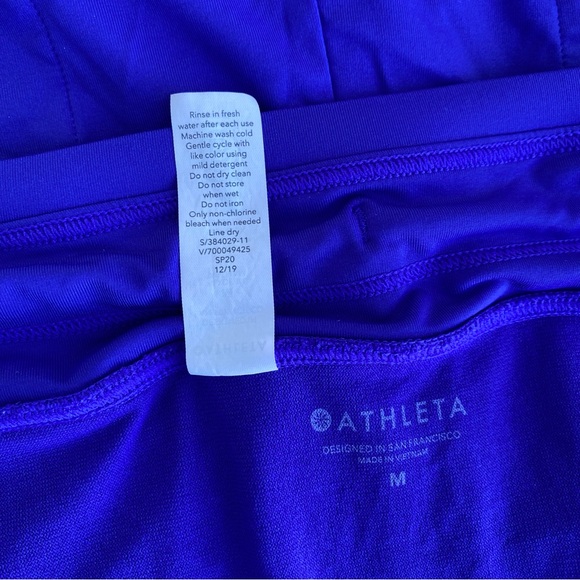 Rinse in fresh
water after each use
Machine wash cold
Gentle cycle with
like color using
mild detergent
Do not dry clean
Do not store
when wet
Do not iron
Only non-chlorine
bleach when needed
Line dry
S/384029-11
V/700049425
SP20
12/19
ATHLETA
DESIGNED IN SAN FRANCISCO
MADE IN VIETNAM
M